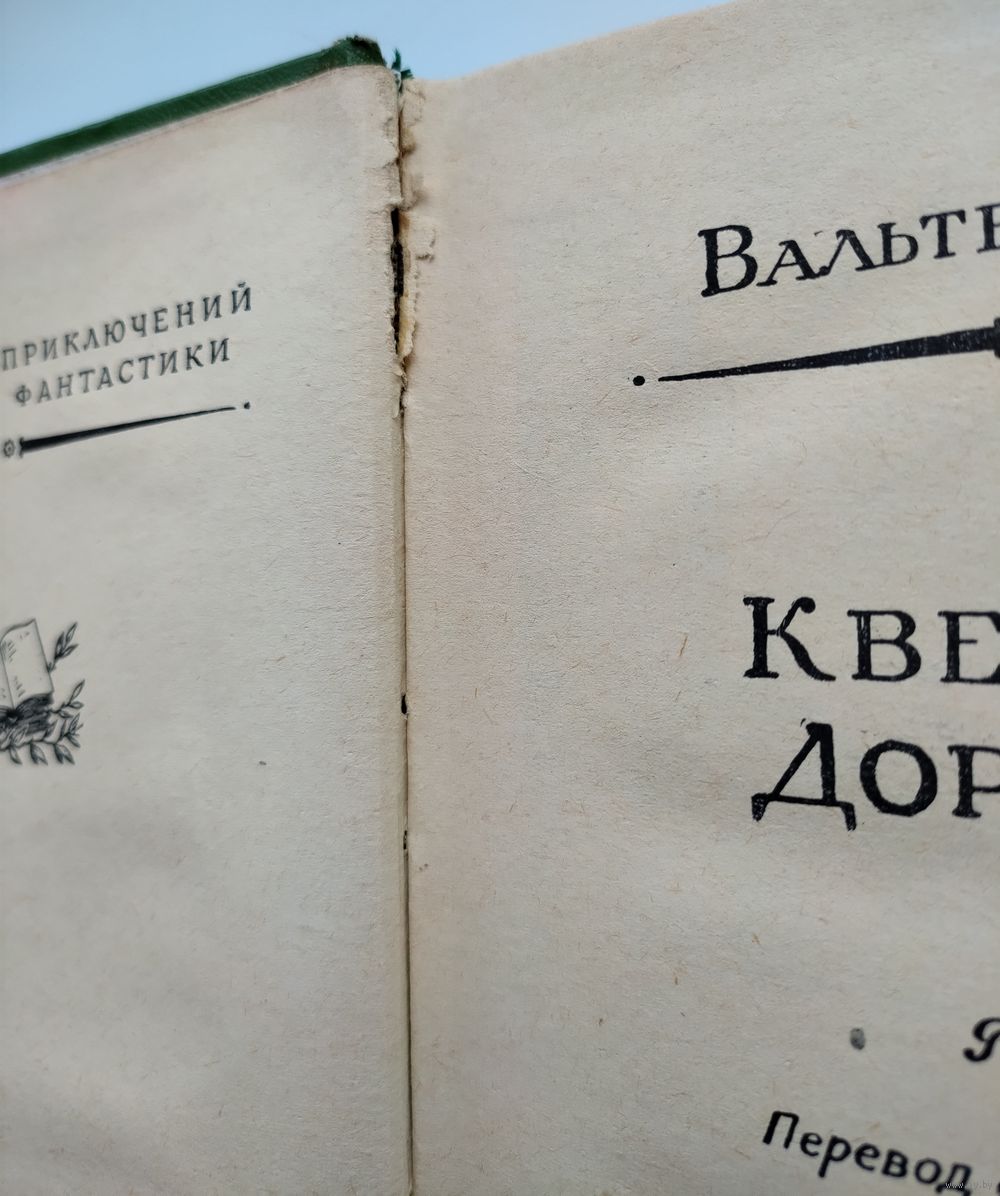 ПРИКЛЮЧЕНИЙ
ФАНТАСТИКИ
ВАЛЬТЕ
КВЕ
ДОР
Я
Перевод